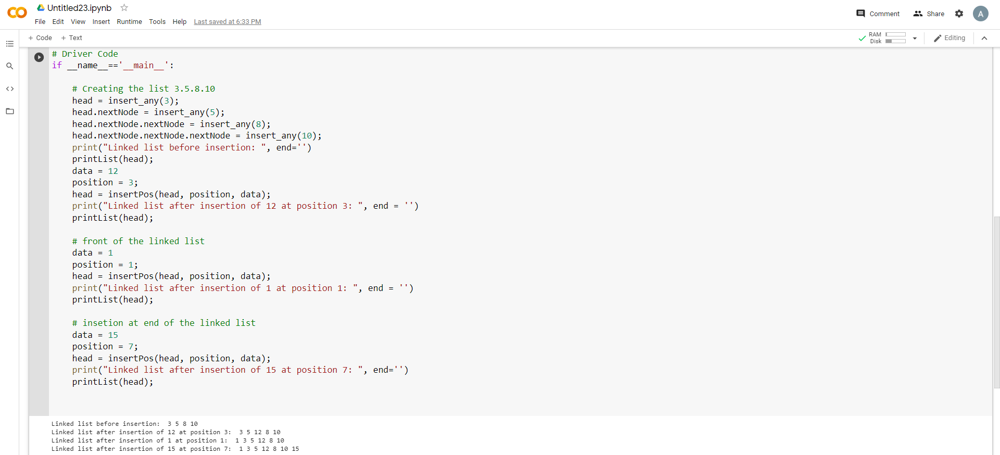 Untitled23.ipynb
File Edit View Insert Runtime Tools Help Last saved at 6:33 PM
Comment Share A
+ Code + Text
RAM
Disk
Editing
# Driver Code
if __name__=='__main__':
# Creating the list 3.5.8.10
head = insert_any(3);
head.nextNode = insert_any(5);
head.nextNode.nextNode = insert_any(8);
head.nextNode.nextNode.nextNode = insert_any(10);
print("Linked list before insertion: ", end='')
printList(head);
data = 12
position = 3;
head = insertPos(head, position, data);
print("Linked list after insertion of 12 at position 3: ", end = '')
printList(head);
# front of the linked list
data = 1
position = 1;
head = insertPos(head, position, data);
print("Linked list after insertion of 1 at position 1: ", end = '')
printList(head);
# insetion at end of the linked list
data = 15
position = 7;
head = insertPos(head, position, data);
print("Linked list after insertion of 15 at position 7: ", end='')
printList(head);
Linked list before insertion:  3 5 8 10
Linked list after insertion of 12 at position 3:  3 5 12 8 10
Linked list after insertion of 1 at position 1:  1 3 5 12 8 10
Linked list after insertion of 15 at position 7:  1 3 5 12 8 10 15